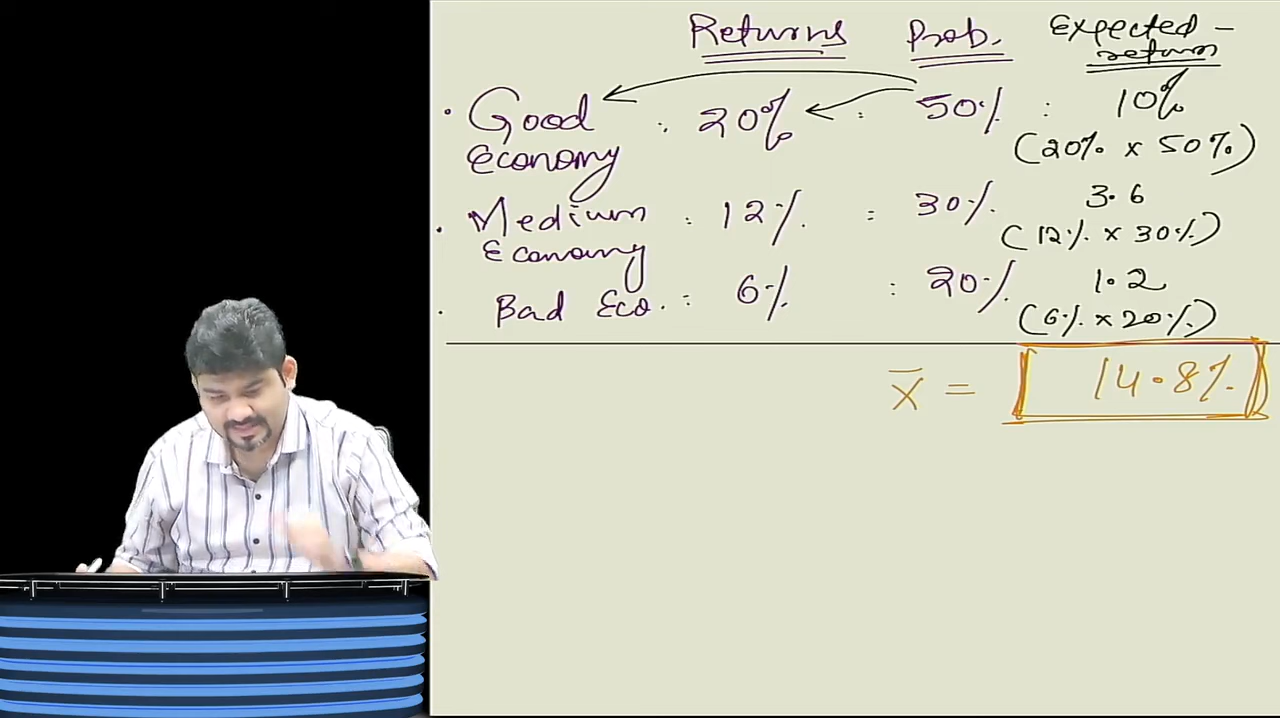 Returns Prob. Expected - return
· Good Economy : 20% : 50% : 10%
(20% x 50%)
· Medium Economy : 12% : 30% 3.6
(12% x 30%)
· Bad Eco. : 6% : 20% 1.2
(6% x 20%)
x̄ = 14.8%